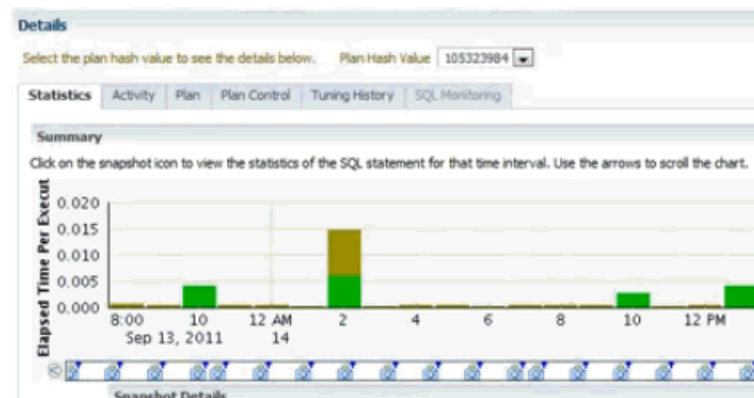 Details
Select the plan hash value to see the details below. Plan Hash Value 105323984
Statistics Activity Plan Plan Control Tuning History SQL Monitoring
Summary
Click on the snapshot icon to view the statistics of the SQL statement for that time interval. Use the arrows to scroll the chart.
Elapsed Time Per Execut
0.020
0.015
0.010
0.005
0.000
8:00 10 12 AM 2 4 6 8 10 12 PM
Sep 13, 2011 14
Snapshot Details